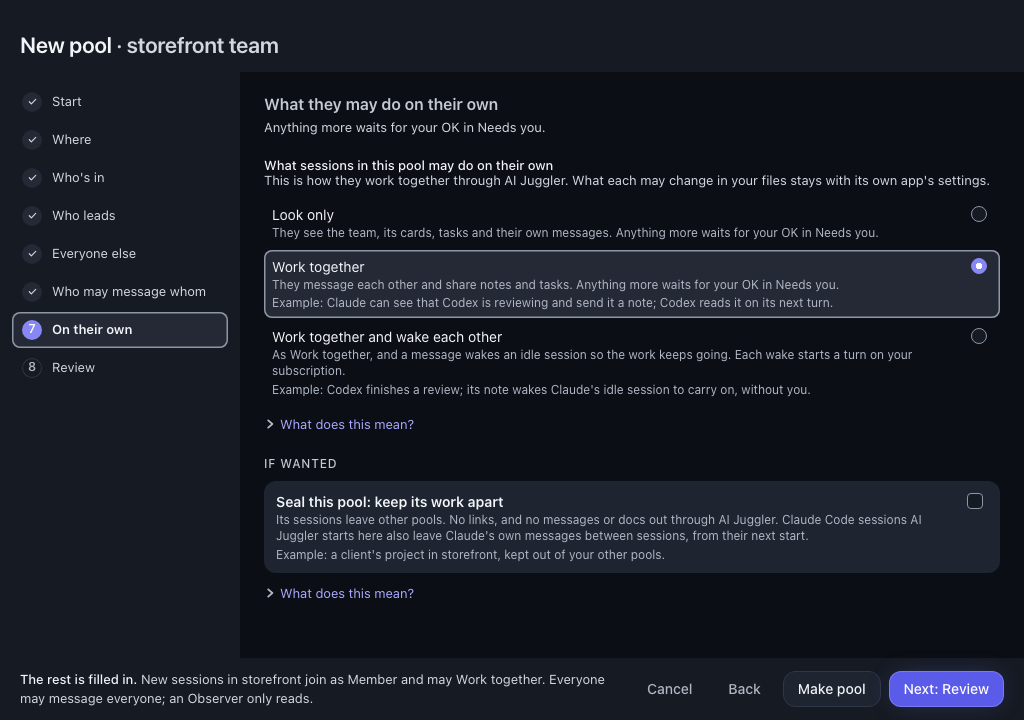 New pool · storefront team
Start
Where
Who's in
Who leads
Everyone else
Who may message whom
7 On their own
8 Review
What they may do on their own
Anything more waits for your OK in Needs you.
What sessions in this pool may do on their own
This is how they work together through AI Juggler. What each may change in your files stays with its own app's settings.
Look only
They see the team, its cards, tasks and their own messages. Anything more waits for your OK in Needs you.
Work together
They message each other and share notes and tasks. Anything more waits for your OK in Needs you.
Example: Claude can see that Codex is reviewing and send it a note; Codex reads it on its next turn.
Work together and wake each other
As Work together, and a message wakes an idle session so the work keeps going. Each wake starts a turn on your
subscription.
Example: Codex finishes a review; its note wakes Claude's idle session to carry on, without you.
What does this mean?
IF WANTED
Seal this pool: keep its work apart
Its sessions leave other pools. No links, and no messages or docs out through AI Juggler. Claude Code sessions AI
Juggler starts here also leave Claude's own messages between sessions, from their next start.
Example: a client's project in storefront, kept out of your other pools.
What does this mean?
The rest is filled in. New sessions in storefront join as Member and may Work together. Everyone
may message everyone; an Observer only reads.
Cancel
Back
Make pool
Next: Review